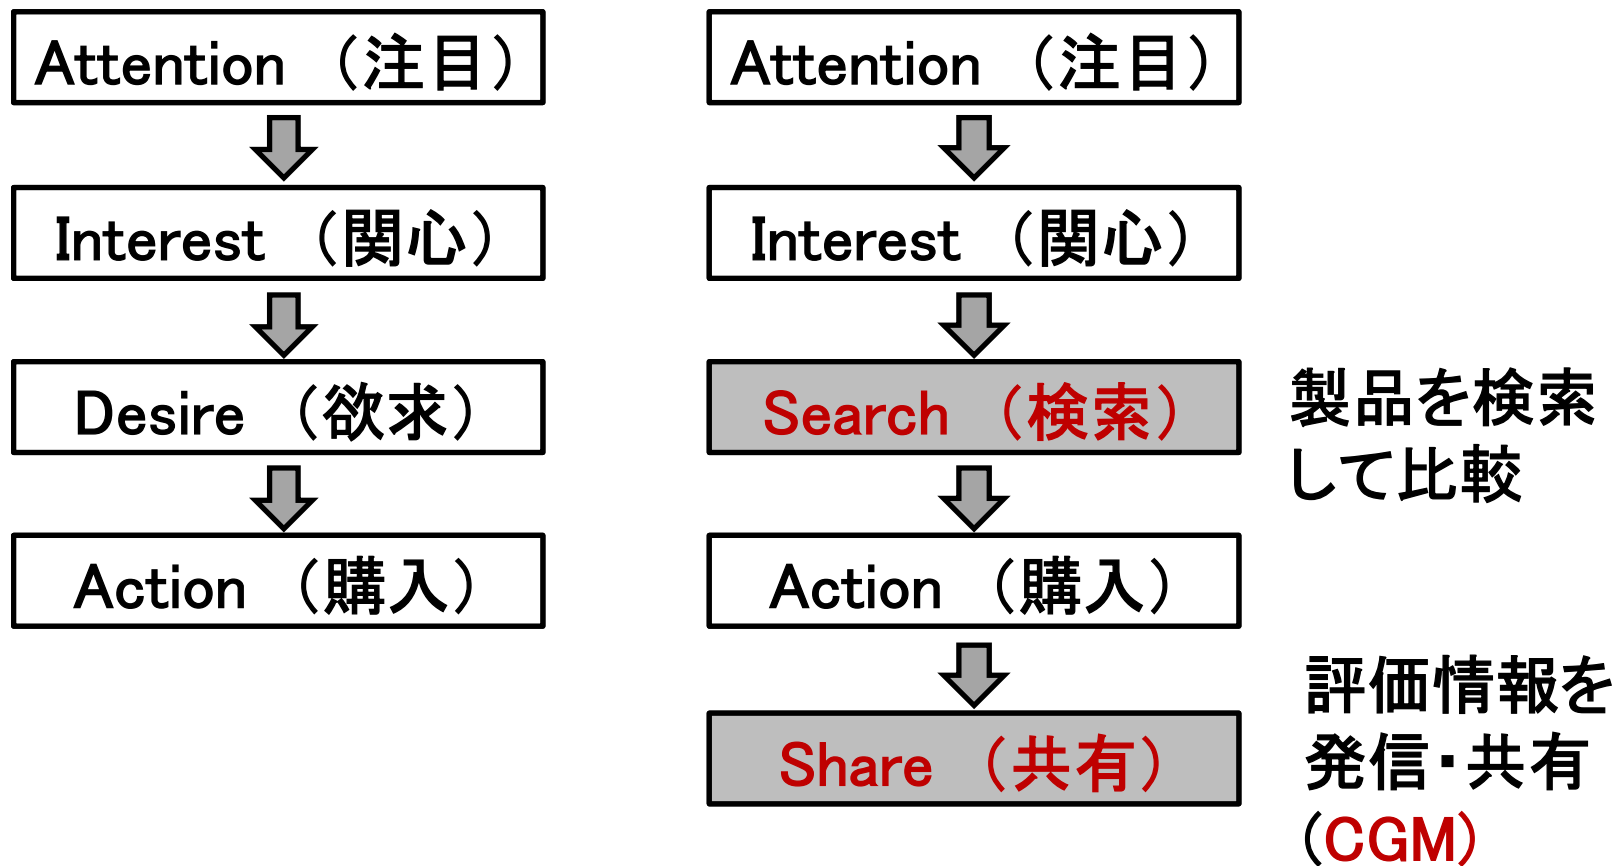 Attention （注目）
Interest （関心）
Desire （欲求）
Action （購入）
Attention （注目）
Interest （関心）
Search （検索）
製品を検索
して比較
Action （購入）
Share （共有）
評価情報を
発信・共有
(CGM)